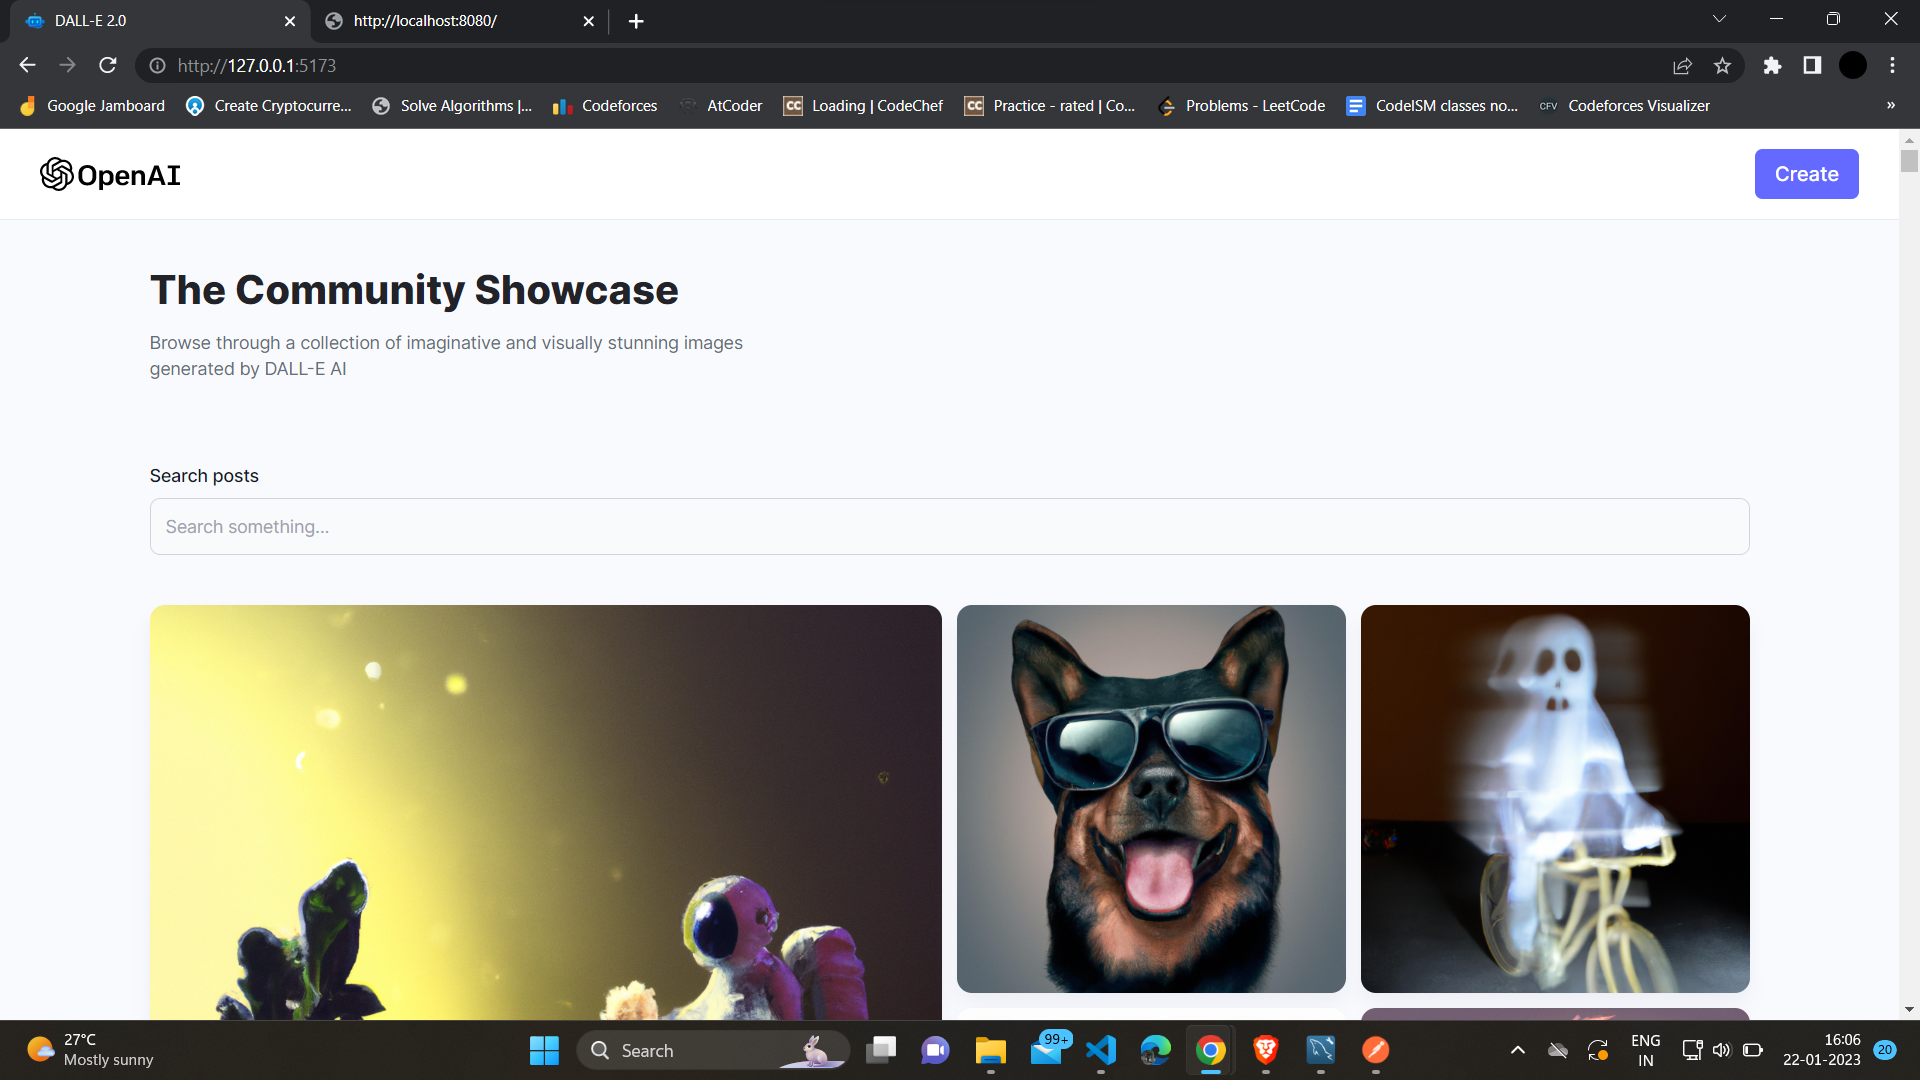 DALL-E 2.0
http://localhost:8080/
http://127.0.0.1:5173
Google Jamboard
Create Cryptocurre...
Solve Algorithms |...
Codeforces
AtCoder
CC
Loading | CodeChef
CC
Practice - rated | Co...
Problems - LeetCode
CodeISM classes no...
CFV
Codeforces Visualizer
»
OpenAI
Create
The Community Showcase
Browse through a collection of imaginative and visually stunning images
generated by DALL-E AI
Search posts
Search something...
27°C
Mostly sunny
Search
99+
ENG
IN
16:06
22-01-2023
20